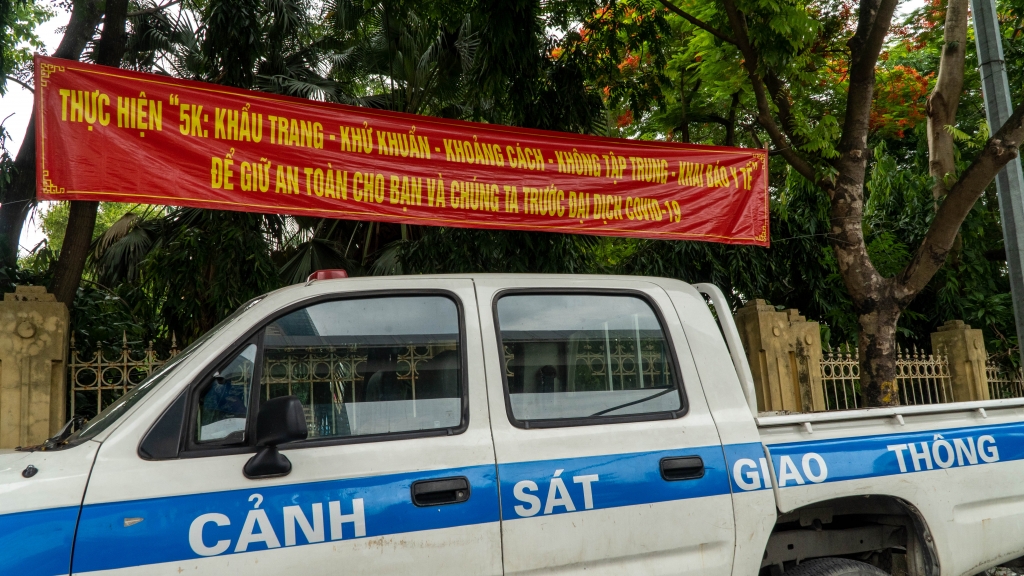 THỰC HIỆN “5K: KHẨU TRANG - KHỬ KHUẨN - KHOẢNG CÁCH - KHÔNG TẬP TRUNG - KHAI BÁO Y TẾ”
ĐỂ GIỮ AN TOÀN CHO BẠN VÀ CHÚNG TA TRƯỚC ĐẠI DỊCH COVID-19
CẢNH SÁT GIAO THÔNG